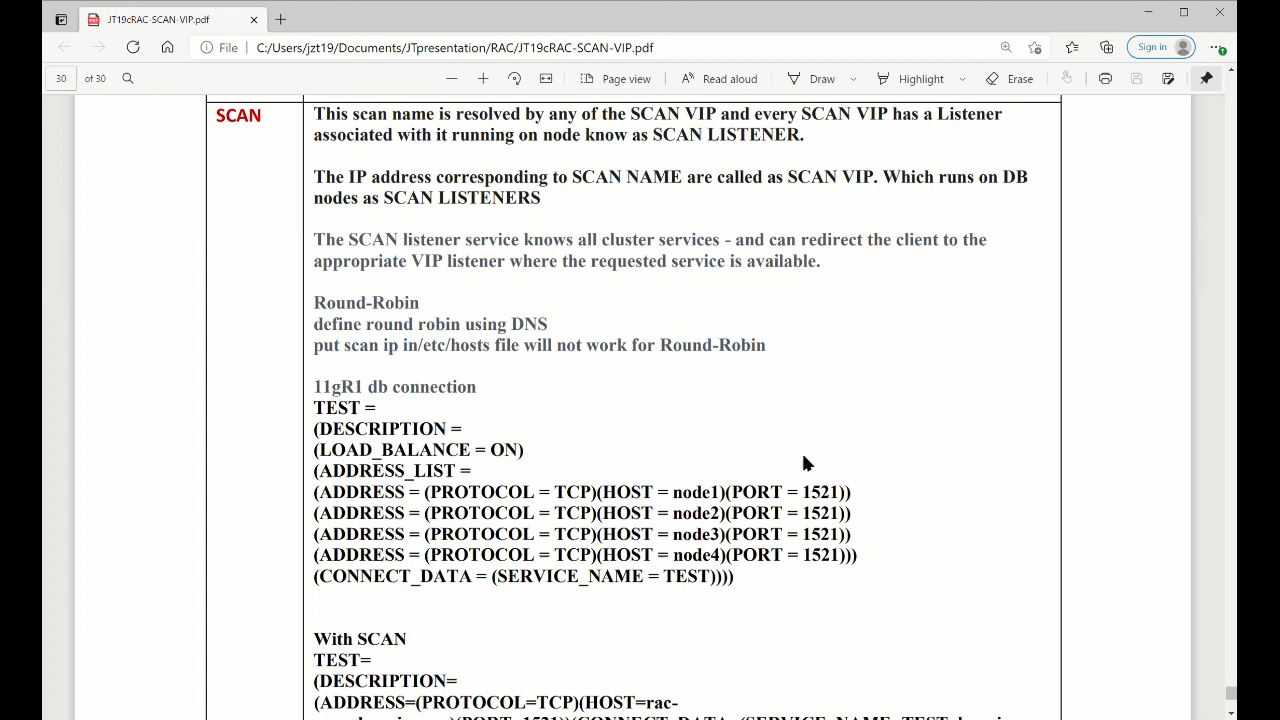 JT19cRAC-SCAN-VIP.pdf
File C:/Users/jzt19/Documents/JTpresentation/RAC/JT19cRAC-SCAN-VIP.pdf Sign in
30 of 30 Page view Read aloud Draw Highlight Erase
SCAN
This scan name is resolved by any of the SCAN VIP and every SCAN VIP has a Listener
associated with it running on node know as SCAN LISTENER.
The IP address corresponding to SCAN NAME are called as SCAN VIP. Which runs on DB
nodes as SCAN LISTENERS
The SCAN listener service knows all cluster services - and can redirect the client to the
appropriate VIP listener where the requested service is available.
Round-Robin
define round robin using DNS
put scan ip in/etc/hosts file will not work for Round-Robin
11gR1 db connection
TEST =
(DESCRIPTION =
(LOAD_BALANCE = ON)
(ADDRESS_LIST =
(ADDRESS = (PROTOCOL = TCP)(HOST = node1)(PORT = 1521))
(ADDRESS = (PROTOCOL = TCP)(HOST = node2)(PORT = 1521))
(ADDRESS = (PROTOCOL = TCP)(HOST = node3)(PORT = 1521))
(ADDRESS = (PROTOCOL = TCP)(HOST = node4)(PORT = 1521)))
(CONNECT_DATA = (SERVICE_NAME = TEST))))
With SCAN
TEST=
(DESCRIPTION=
(ADDRESS=(PROTOCOL=TCP)(HOST=rac-